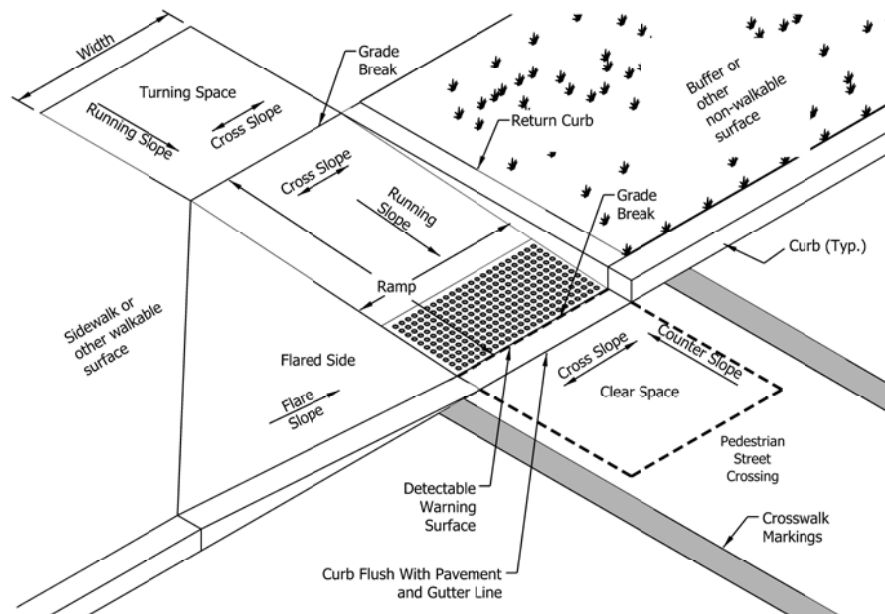 Width
Turning Space
Running Slope
Cross Slope
Grade
Break
Return Curb
Buffer or
other
non-walkable
surface
Cross Slope
Running
Slope
Grade
Break
Curb (Typ.)
Ramp
Sidewalk or
other walkable
surface
Flared Side
Flare
Slope
Cross Slope
Counter Slope
Clear Space
Pedestrian
Street
Crossing
Detectable
Warning
Surface
Crosswalk
Markings
Curb Flush With Pavement
and Gutter Line